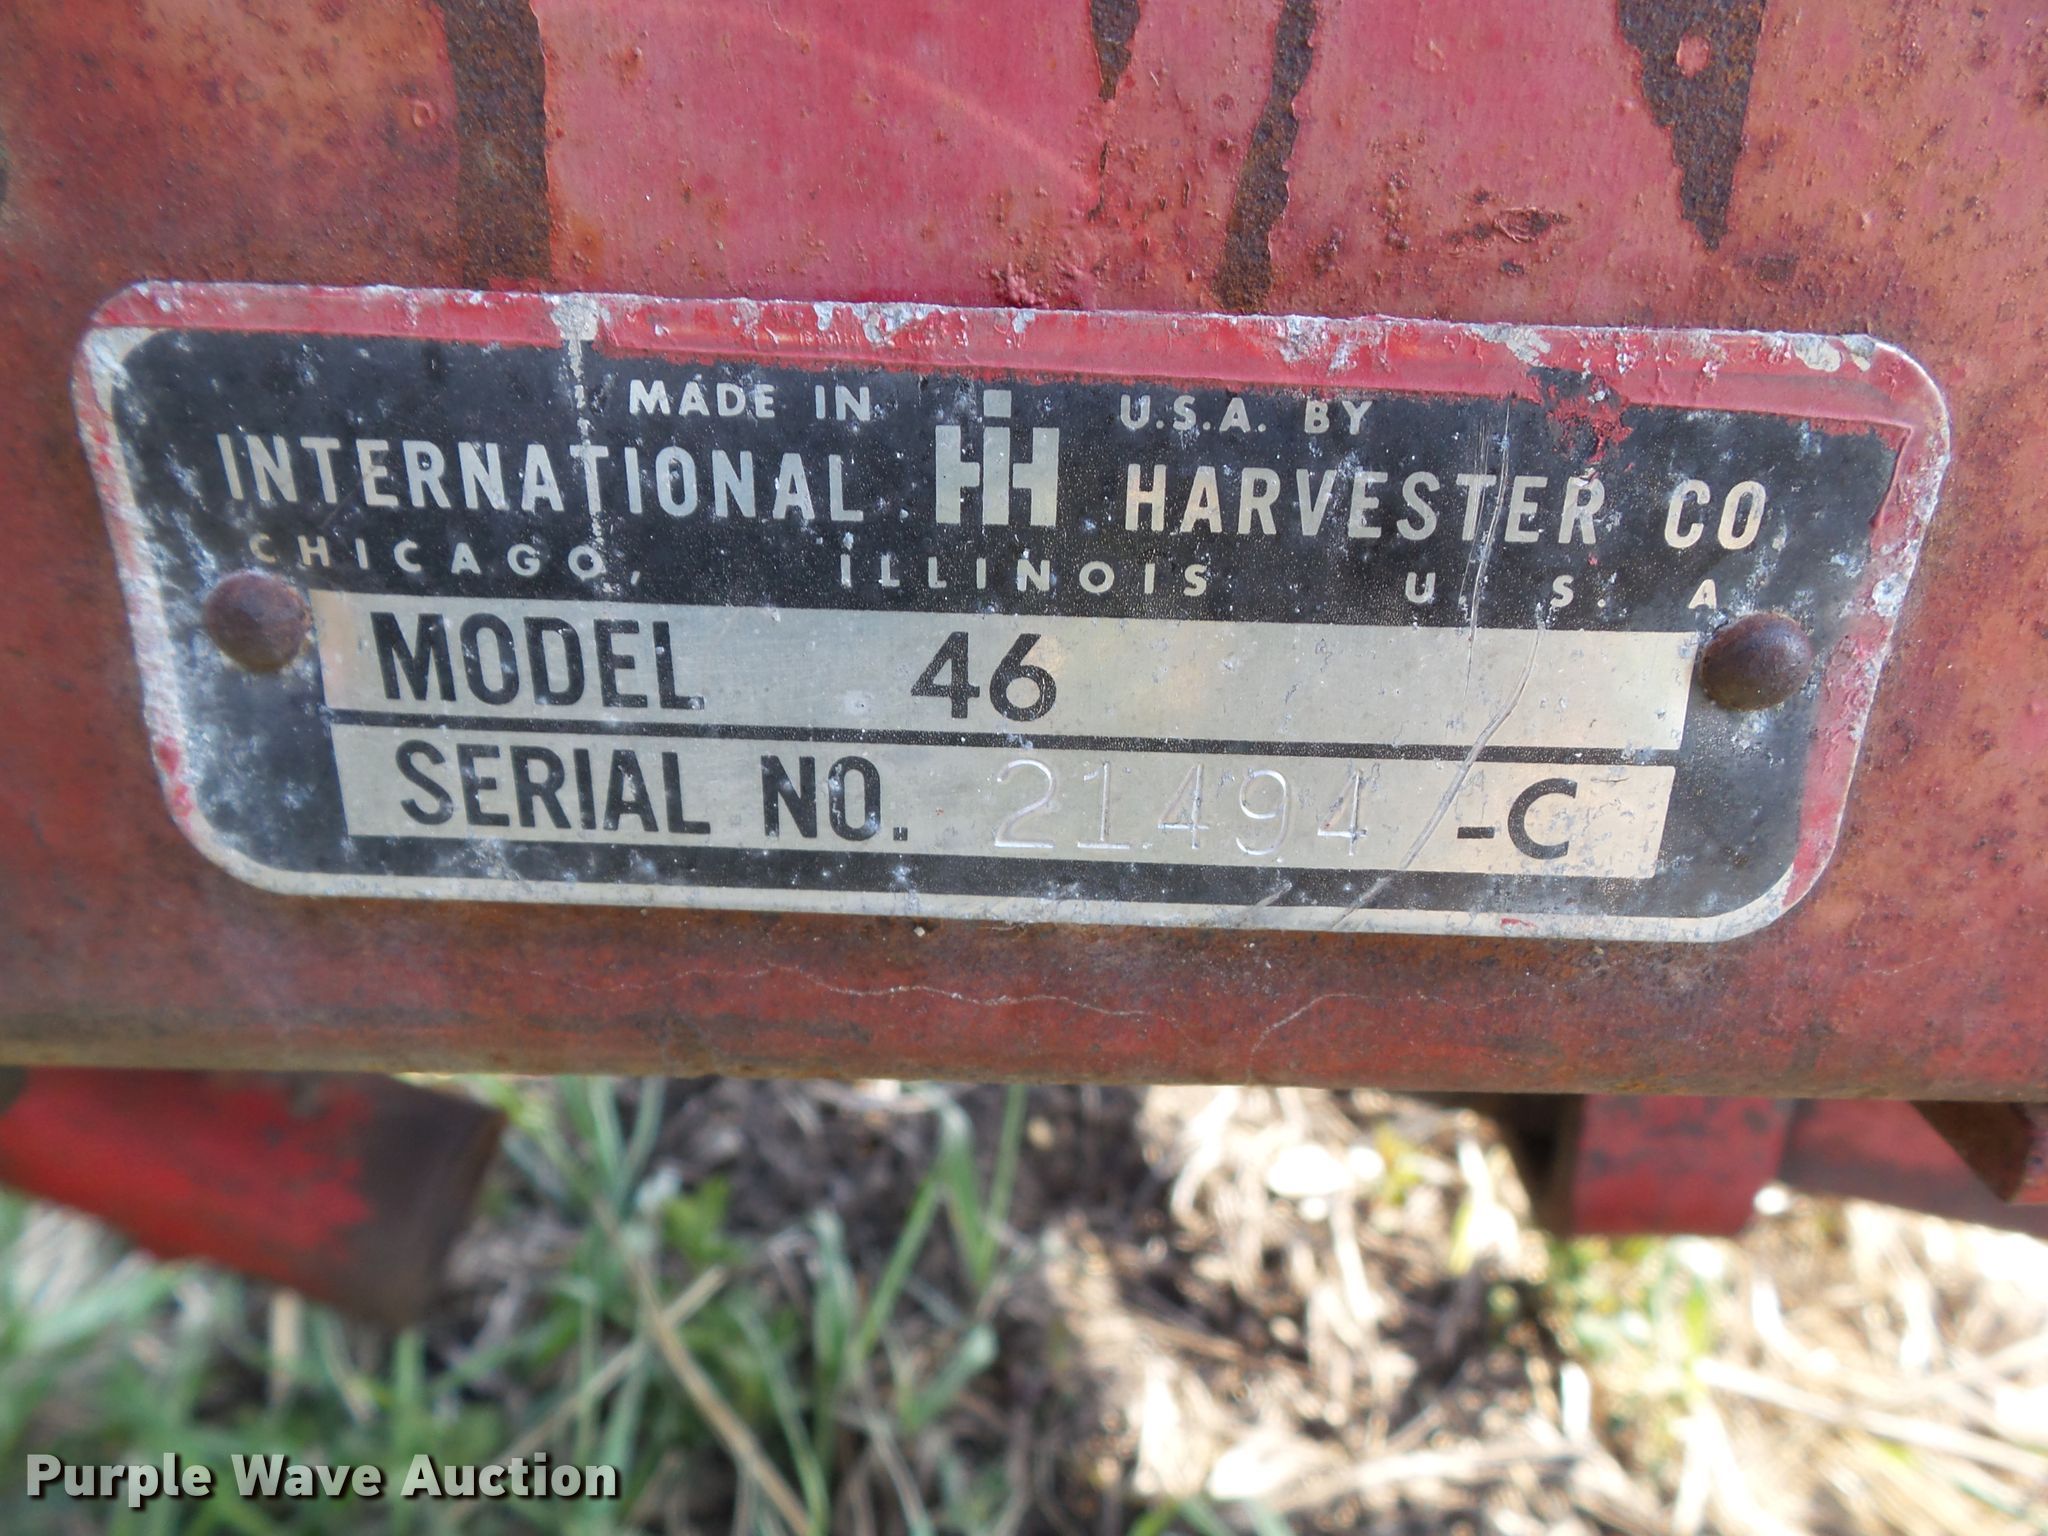 MADE IN IH U.S.A. BY
INTERNATIONAL HARVESTER CO.
CHICAGO, ILLINOIS U. S. A.
MODEL 46
SERIAL NO. 21494 -C
Purple Wave Auction